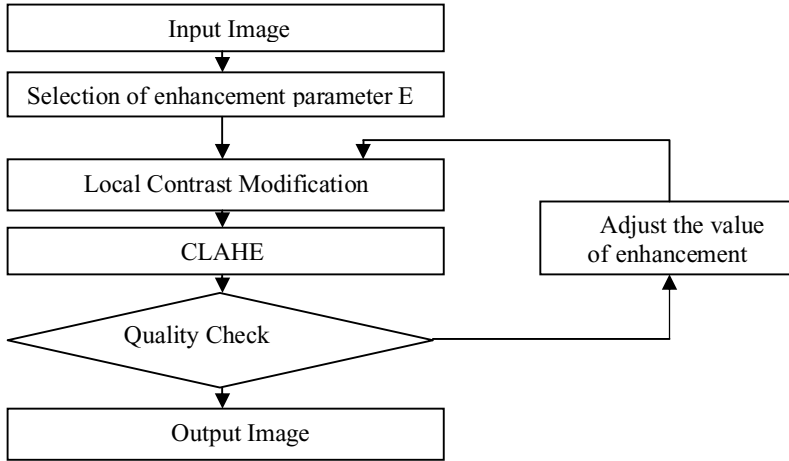 Input Image
Selection of enhancement parameter E
Local Contrast Modification
CLAHE
Adjust the value
of enhancement
Quality Check
Output Image